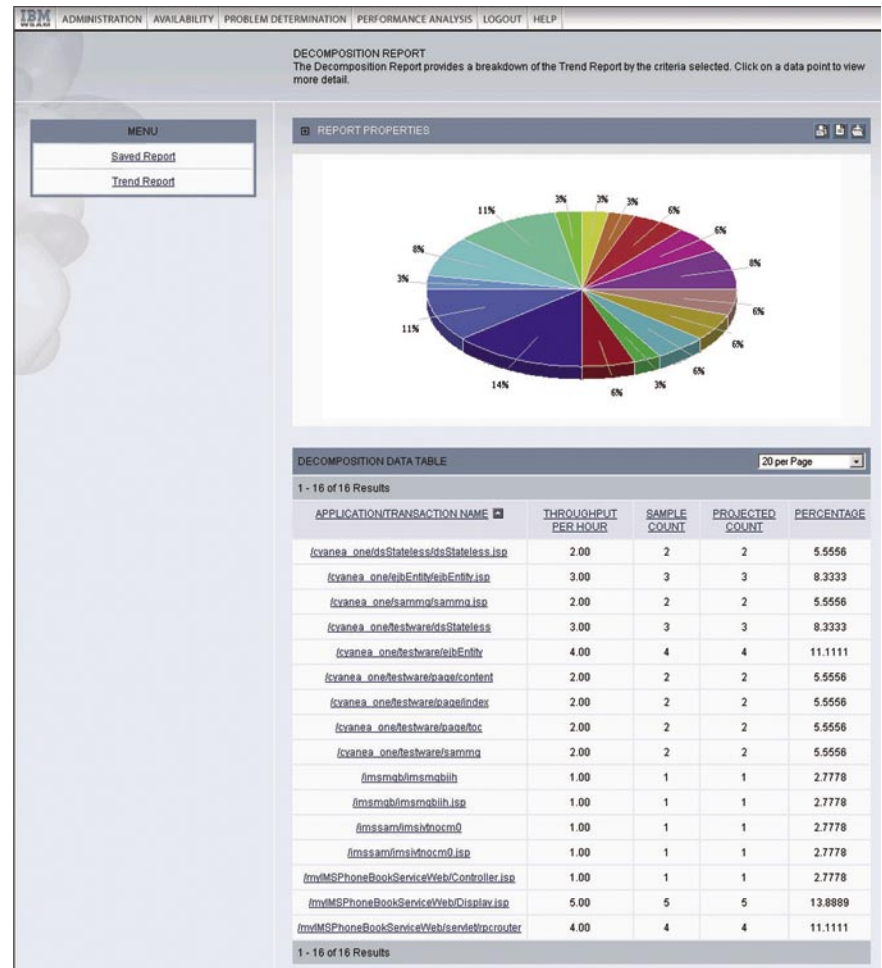 IBM
WSAM
ADMINISTRATION AVAILABILITY PROBLEM DETERMINATION PERFORMANCE ANALYSIS LOGOUT HELP
DECOMPOSITION REPORT
The Decomposition Report provides a breakdown of the Trend Report by the criteria selected. Click on a data point to view
more detail.
MENU
Saved Report
Trend Report
REPORT PROPERTIES
3%
3%
3%
6%
6%
8%
6%
6%
6%
3%
6%
14%
11%
3%
8%
11%
DECOMPOSITION DATA TABLE 20 per Page
1 - 16 of 16 Results
APPLICATION/TRANSACTION NAME THROUGHPUT PER HOUR SAMPLE COUNT PROJECTED COUNT PERCENTAGE
/cyanea_one/dsStateless/dsStateless.jsp 2.00 2 2 5.5556
/cyanea_one/ejbEntity/ejbEntity.jsp 3.00 3 3 8.3333
/cyanea_one/sammq/sammq.jsp 2.00 2 2 5.5556
/cyanea_one/testware/dsStateless 3.00 3 3 8.3333
/cyanea_one/testware/ejbEntity 4.00 4 4 11.1111
/cyanea_one/testware/page/content 2.00 2 2 5.5556
/cyanea_one/testware/page/index 2.00 2 2 5.5556
/cyanea_one/testware/page/toc 2.00 2 2 5.5556
/cyanea_one/testware/sammq 2.00 2 2 5.5556
/imsmqb/imsmqbiih 1.00 1 1 2.7778
/imsmqb/imsmqbiih.jsp 1.00 1 1 2.7778
/imssam/imsivtnocm0 1.00 1 1 2.7778
/imssam/imsivtnocm0.jsp 1.00 1 1 2.7778
/myIMSPhoneBookServiceWeb/Controller.jsp 1.00 1 1 2.7778
/myIMSPhoneBookServiceWeb/Display.jsp 5.00 5 5 13.8889
/myIMSPhoneBookServiceWeb/servlet/rpcrouter 4.00 4 4 11.1111
1 - 16 of 16 Results